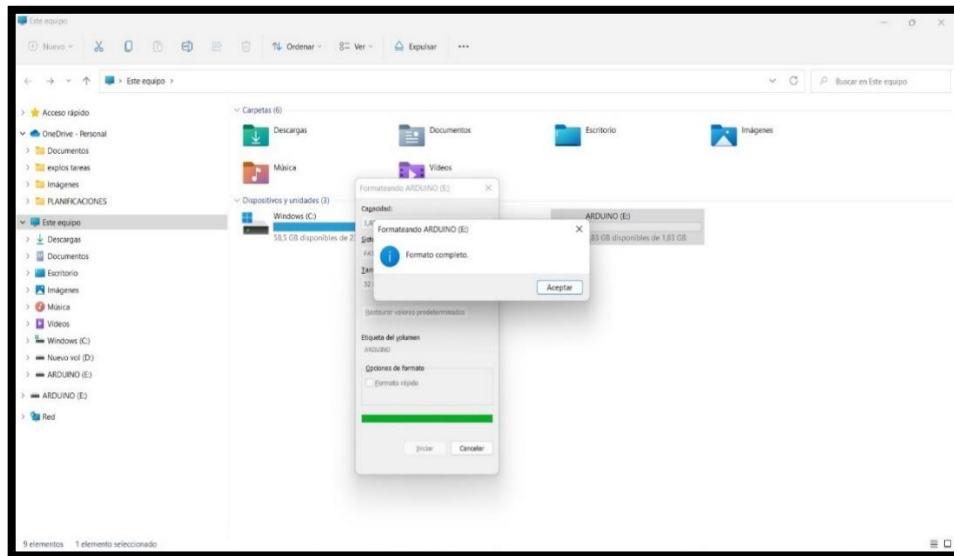 Este equipo
Nuevo
Ordenar
Ver
Expulsar
Este equipo
Buscar en Este equipo
Acceso rápido
OneDrive - Personal
Documentos
explos tareas
Imágenes
PLANIFICACIONES
Este equipo
Descargas
Documentos
Escritorio
Imágenes
Música
Vídeos
Windows (C:)
Nuevo vol (D:)
ARDUINO (E:)
ARDUINO (E:)
Red
Carpetas (6)
Descargas
Documentos
Escritorio
Imágenes
Música
Vídeos
Dispositivos y unidades (3)
Windows (C:)
58,5 GB disponibles de
ARDUINO (E:)
83 GB disponibles de 1,83 GB
Formateando ARDUINO (E:)
Capacidad:
Formateando ARDUINO (E:)
Formato completo.
Aceptar
Restaurar valores predeterminados
Etiqueta del volumen
ARDUINO
Opciones de formato
Formato rápido
Iniciar
Cancelar
9 elementos
1 elemento seleccionado